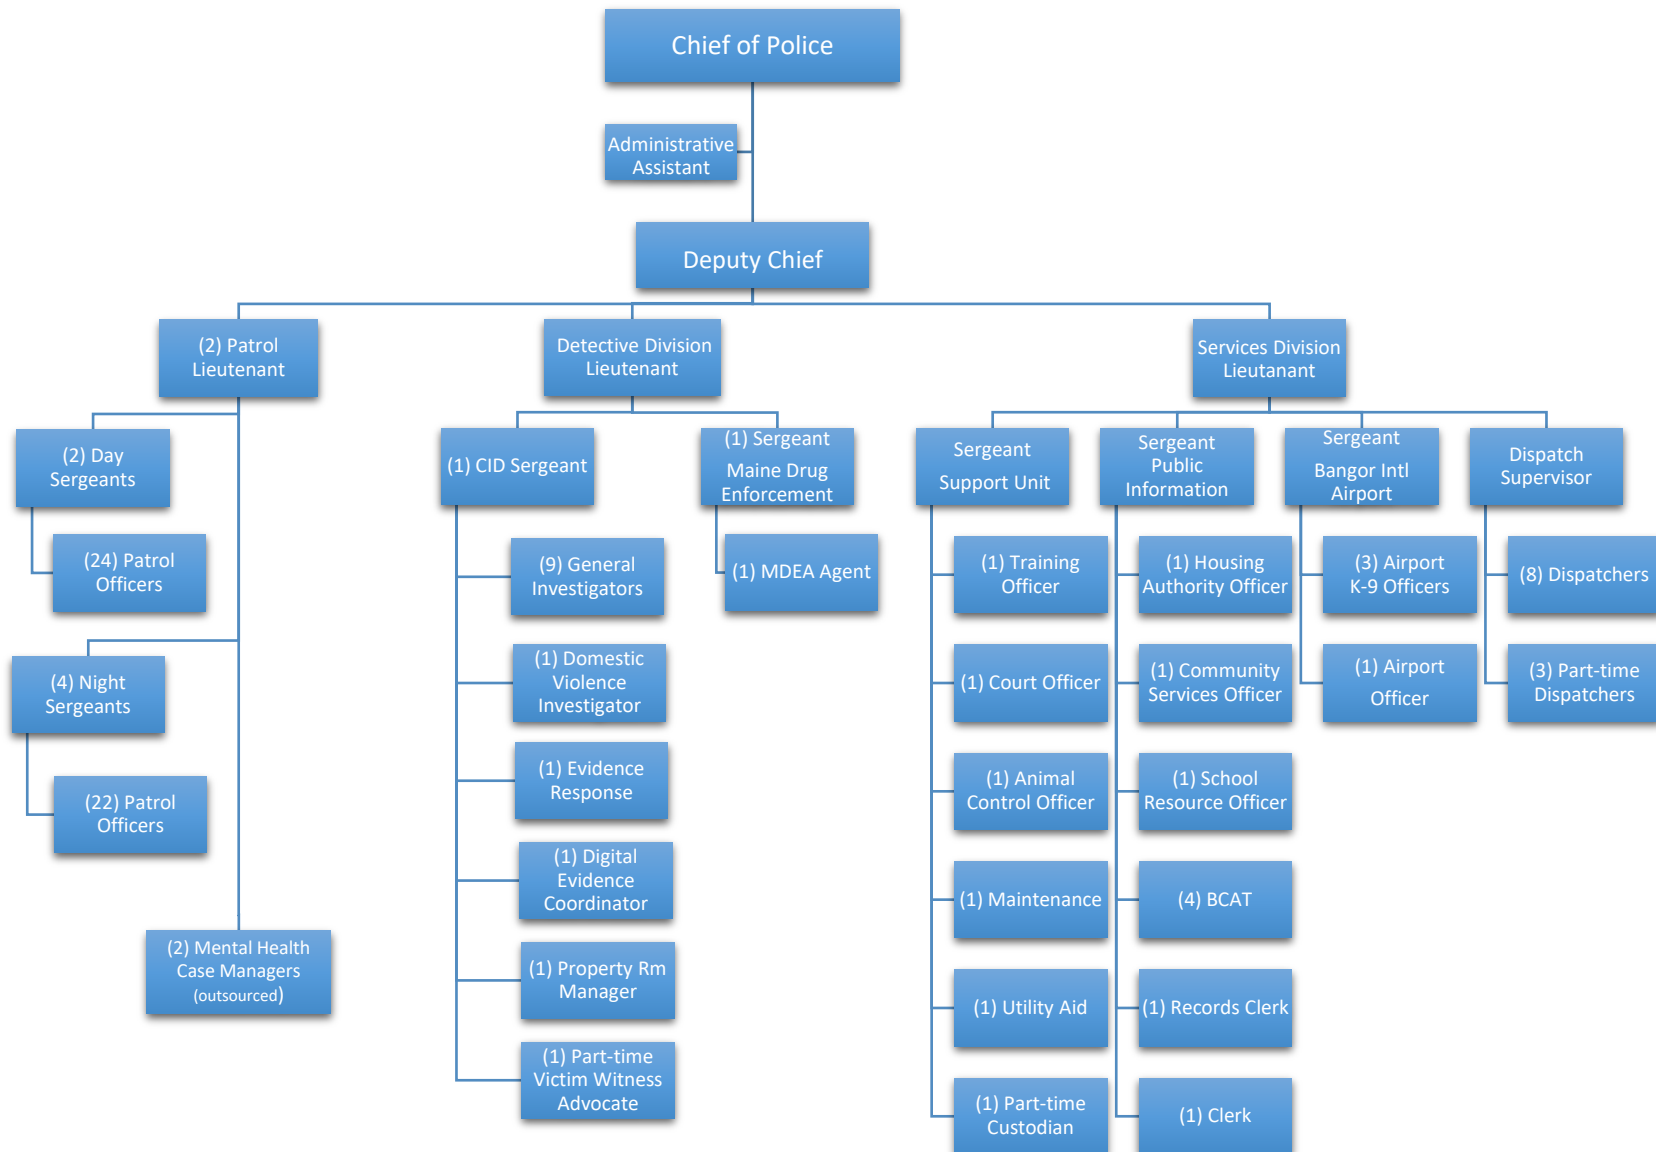 Chief of Police
Administrative
Assistant
Deputy Chief
(2) Patrol
Lieutenant
Detective Division
Lieutenant
Services Division
Lieutanant
(2) Day
Sergeants
(24) Patrol
Officers
(4) Night
Sergeants
(22) Patrol
Officers
(2) Mental Health
Case Managers
(outsourced)
(1) CID Sergeant
(9) General
Investigators
(1) Domestic
Violence
Investigator
(1) Evidence
Response
(1) Digital
Evidence
Coordinator
(1) Property Rm
Manager
(1) Part-time
Victim Witness
Advocate
(1) Sergeant
Maine Drug
Enforcement
(1) MDEA Agent
Sergeant
Support Unit
(1) Training
Officer
(1) Court Officer
(1) Animal
Control Officer
(1) Maintenance
(1) Utility Aid
(1) Part-time
Custodian
Sergeant
Public
Information
(1) Housing
Authority Officer
(1) Community
Services Officer
(1) School
Resource Officer
(4) BCAT
(1) Records Clerk
(1) Clerk
Sergeant
Bangor Intl
Airport
(3) Airport
K-9 Officers
(1) Airport
Officer
Dispatch
Supervisor
(8) Dispatchers
(3) Part-time
Dispatchers